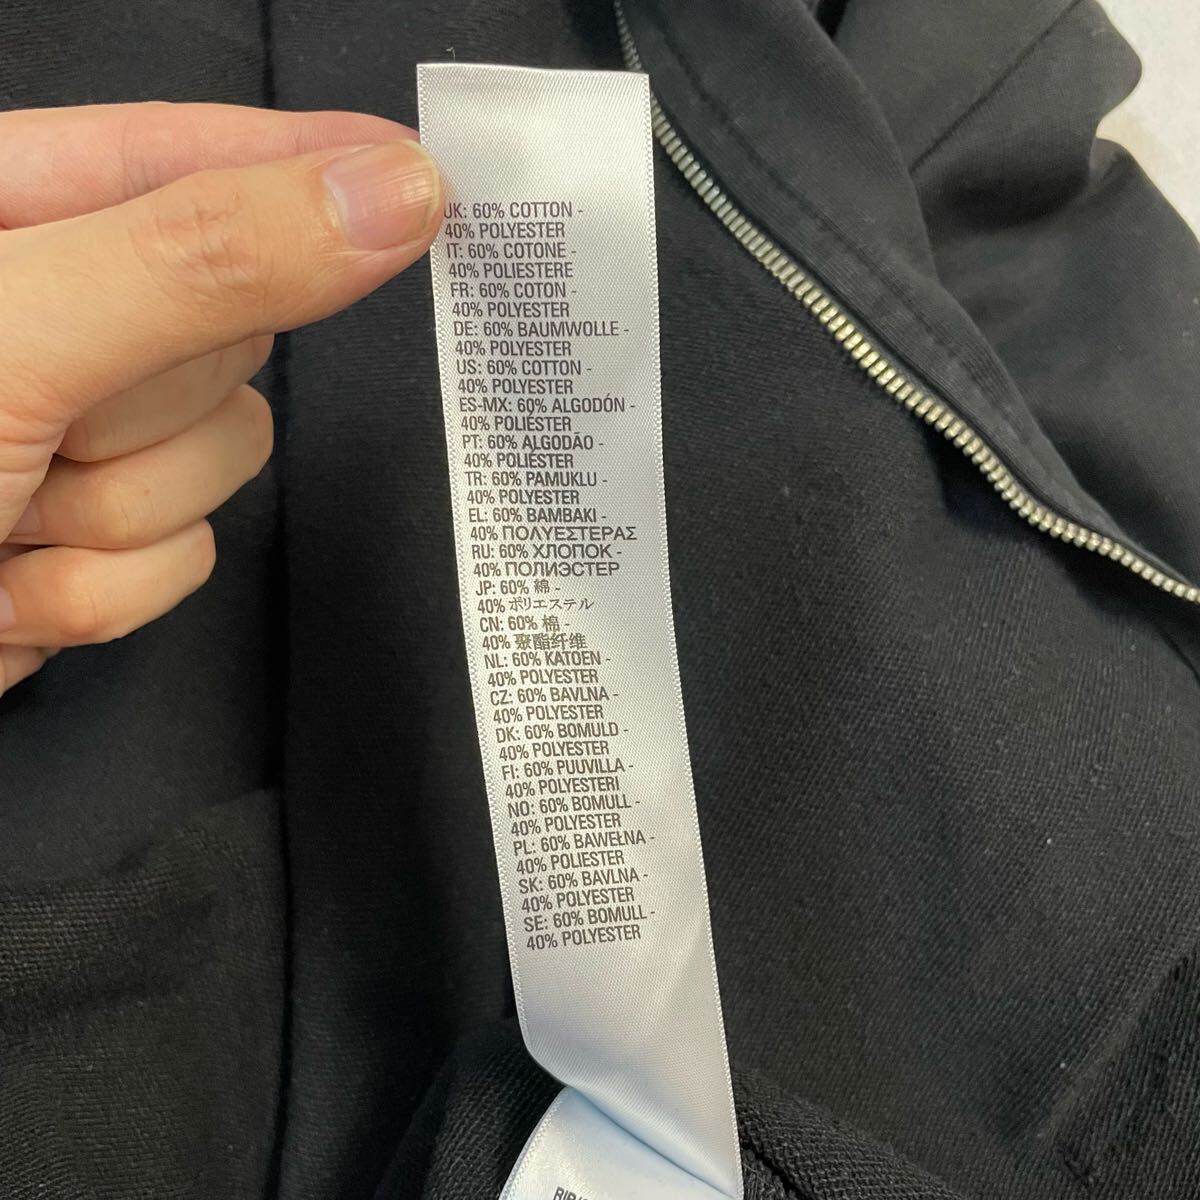 UK: 60% COTTON -
40% POLYESTER
IT: 60% COTONE -
40% POLIESTERE
FR: 60% COTON -
40% POLYESTER
DE: 60% BAUMWOLLE -
40% POLYESTER
US: 60% COTTON -
40% POLYESTER
ES-MX: 60% ALGODÓN -
40% POLIÉSTER
PT: 60% ALGODÃO -
40% POLIÉSTER
TR: 60% PAMUKLU -
40% POLYESTER
EL: 60% BAMBAKI -
40% ΠΟΛΥΕΣΤΕΡΑΣ
RU: 60% ХЛОПОК -
40% ПОЛИЭСТЕР
JP: 60% 綿 -
40% ポリエステル
CN: 60% 棉 -
40% 聚酯纤维
NL: 60% KATOEN -
40% POLYESTER
CZ: 60% BAVLNA -
40% POLYESTER
DK: 60% BOMULD -
40% POLYESTER
FI: 60% PUUVILLA -
40% POLYESTERI
NO: 60% BOMULL -
40% POLYESTER
PL: 60% BAWEŁNA -
40% POLIESTER
SK: 60% BAVLNA -
40% POLYESTER
SE: 60% BOMULL -
40% POLYESTER